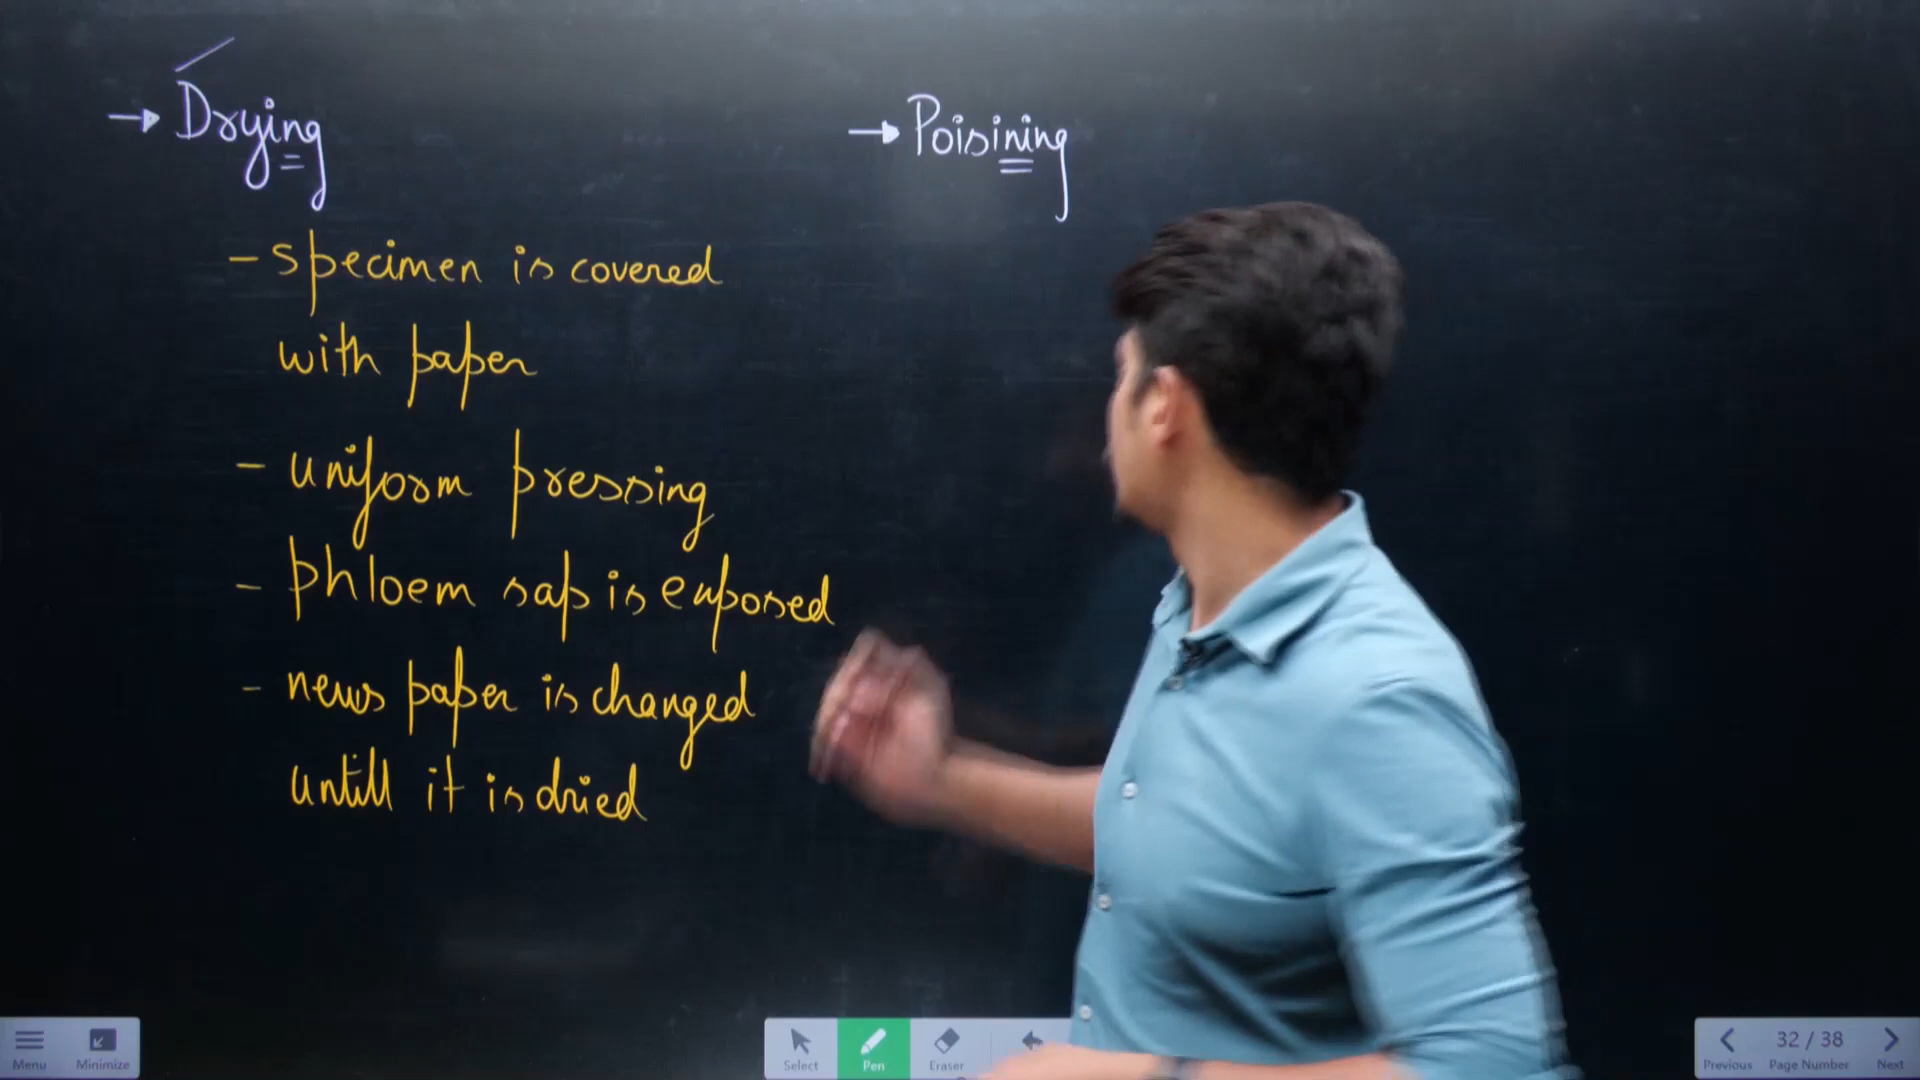 → Drying
- specimen is covered
with paper
- uniform pressing
- phloem sap is exposed
- news paper is changed
untill it is dried
→ Poisining
Menu
Minimize
Select
Pen
Eraser
32 / 38
Previous
Page Number
Next